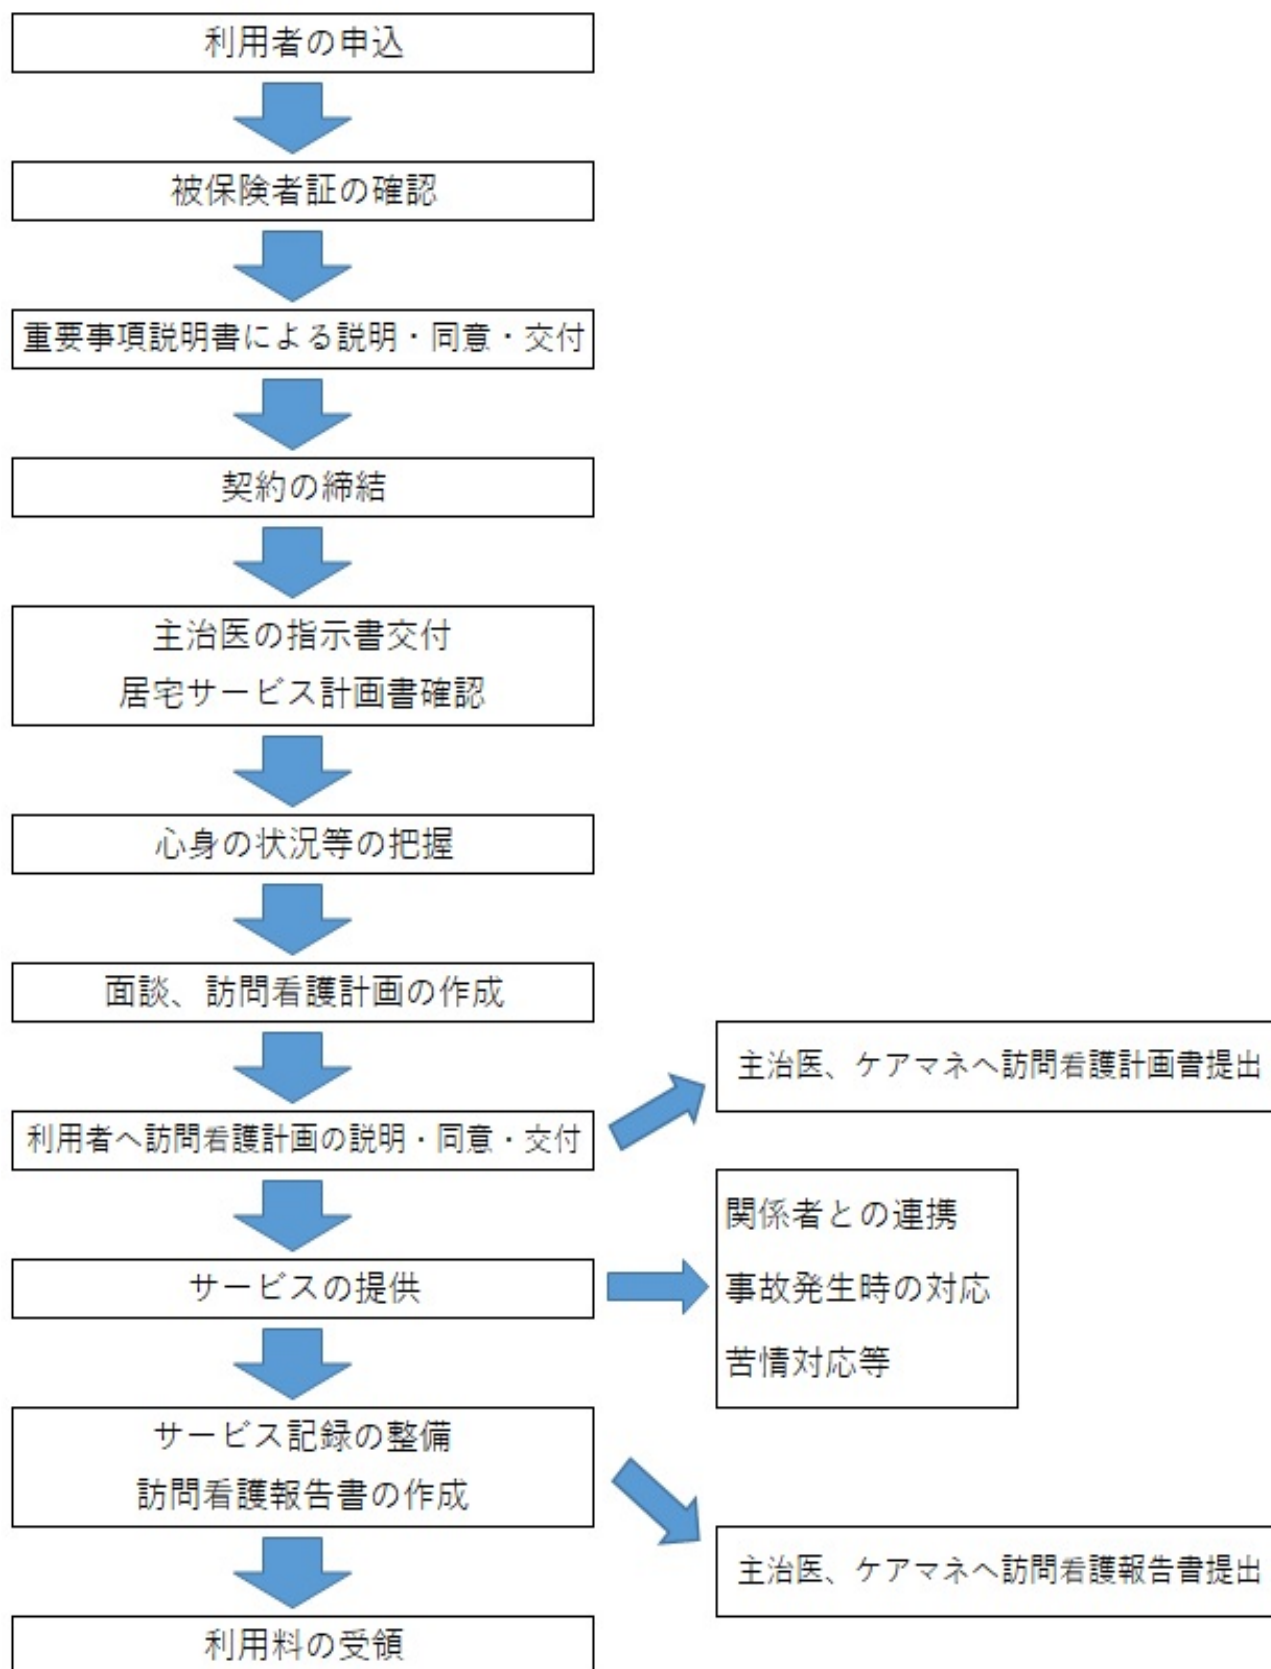 利用者の申込
被保険者証の確認
重要事項説明書による説明・同意・交付
契約の締結
主治医の指示書交付
居宅サービス計画書確認
心身の状況等の把握
面談、訪問看護計画の作成
主治医、ケアマネへ訪問看護計画書提出
利用者へ訪問看護計画の説明・同意・交付
関係者との連携
サービスの提供
事故発生時の対応
苦情対応等
サービス記録の整備
訪問看護報告書の作成
主治医、ケアマネへ訪問看護報告書提出
利用料の受領